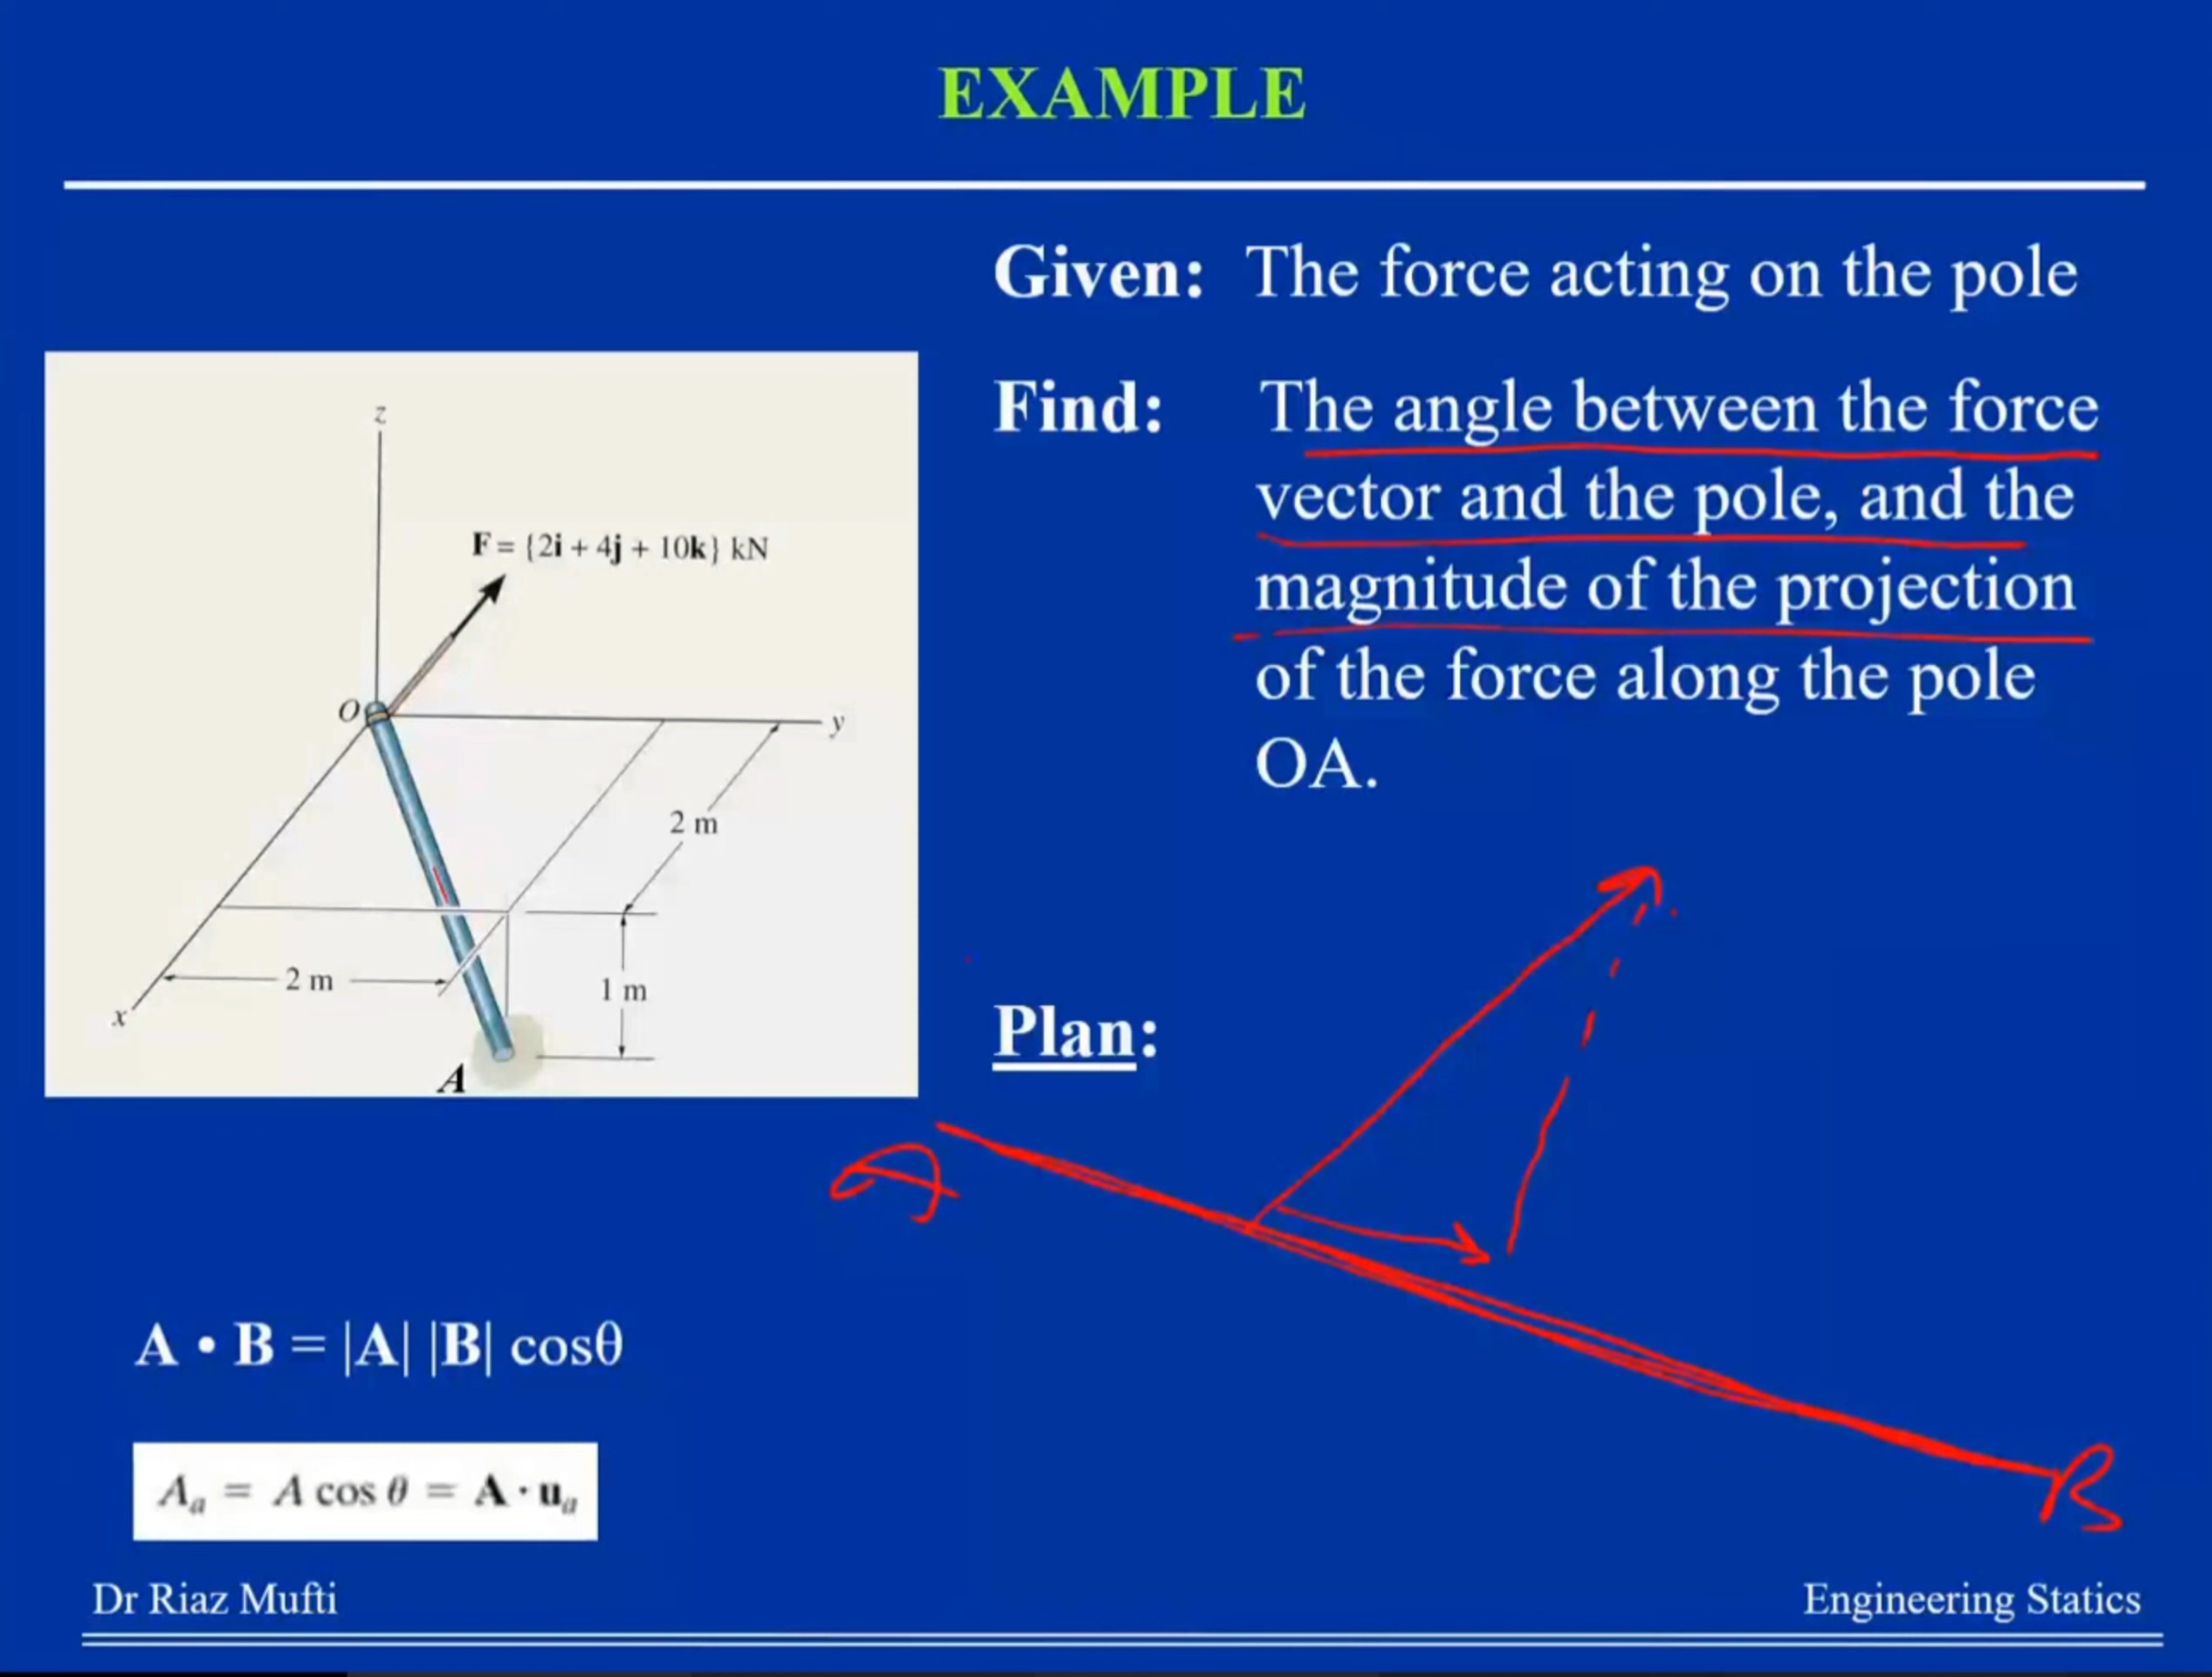 EXAMPLE
Given: The force acting on the pole
Find: The angle between the force
vector and the pole, and the
magnitude of the projection
of the force along the pole
OA.
z
F = {2i + 4j + 10k} kN
O
y
2 m
2 m
1 m
x
A
Plan:
A
B
A • B = |A| |B| cosθ
Aₐ = A cos θ = A · uₐ
Dr Riaz Mufti
Engineering Statics